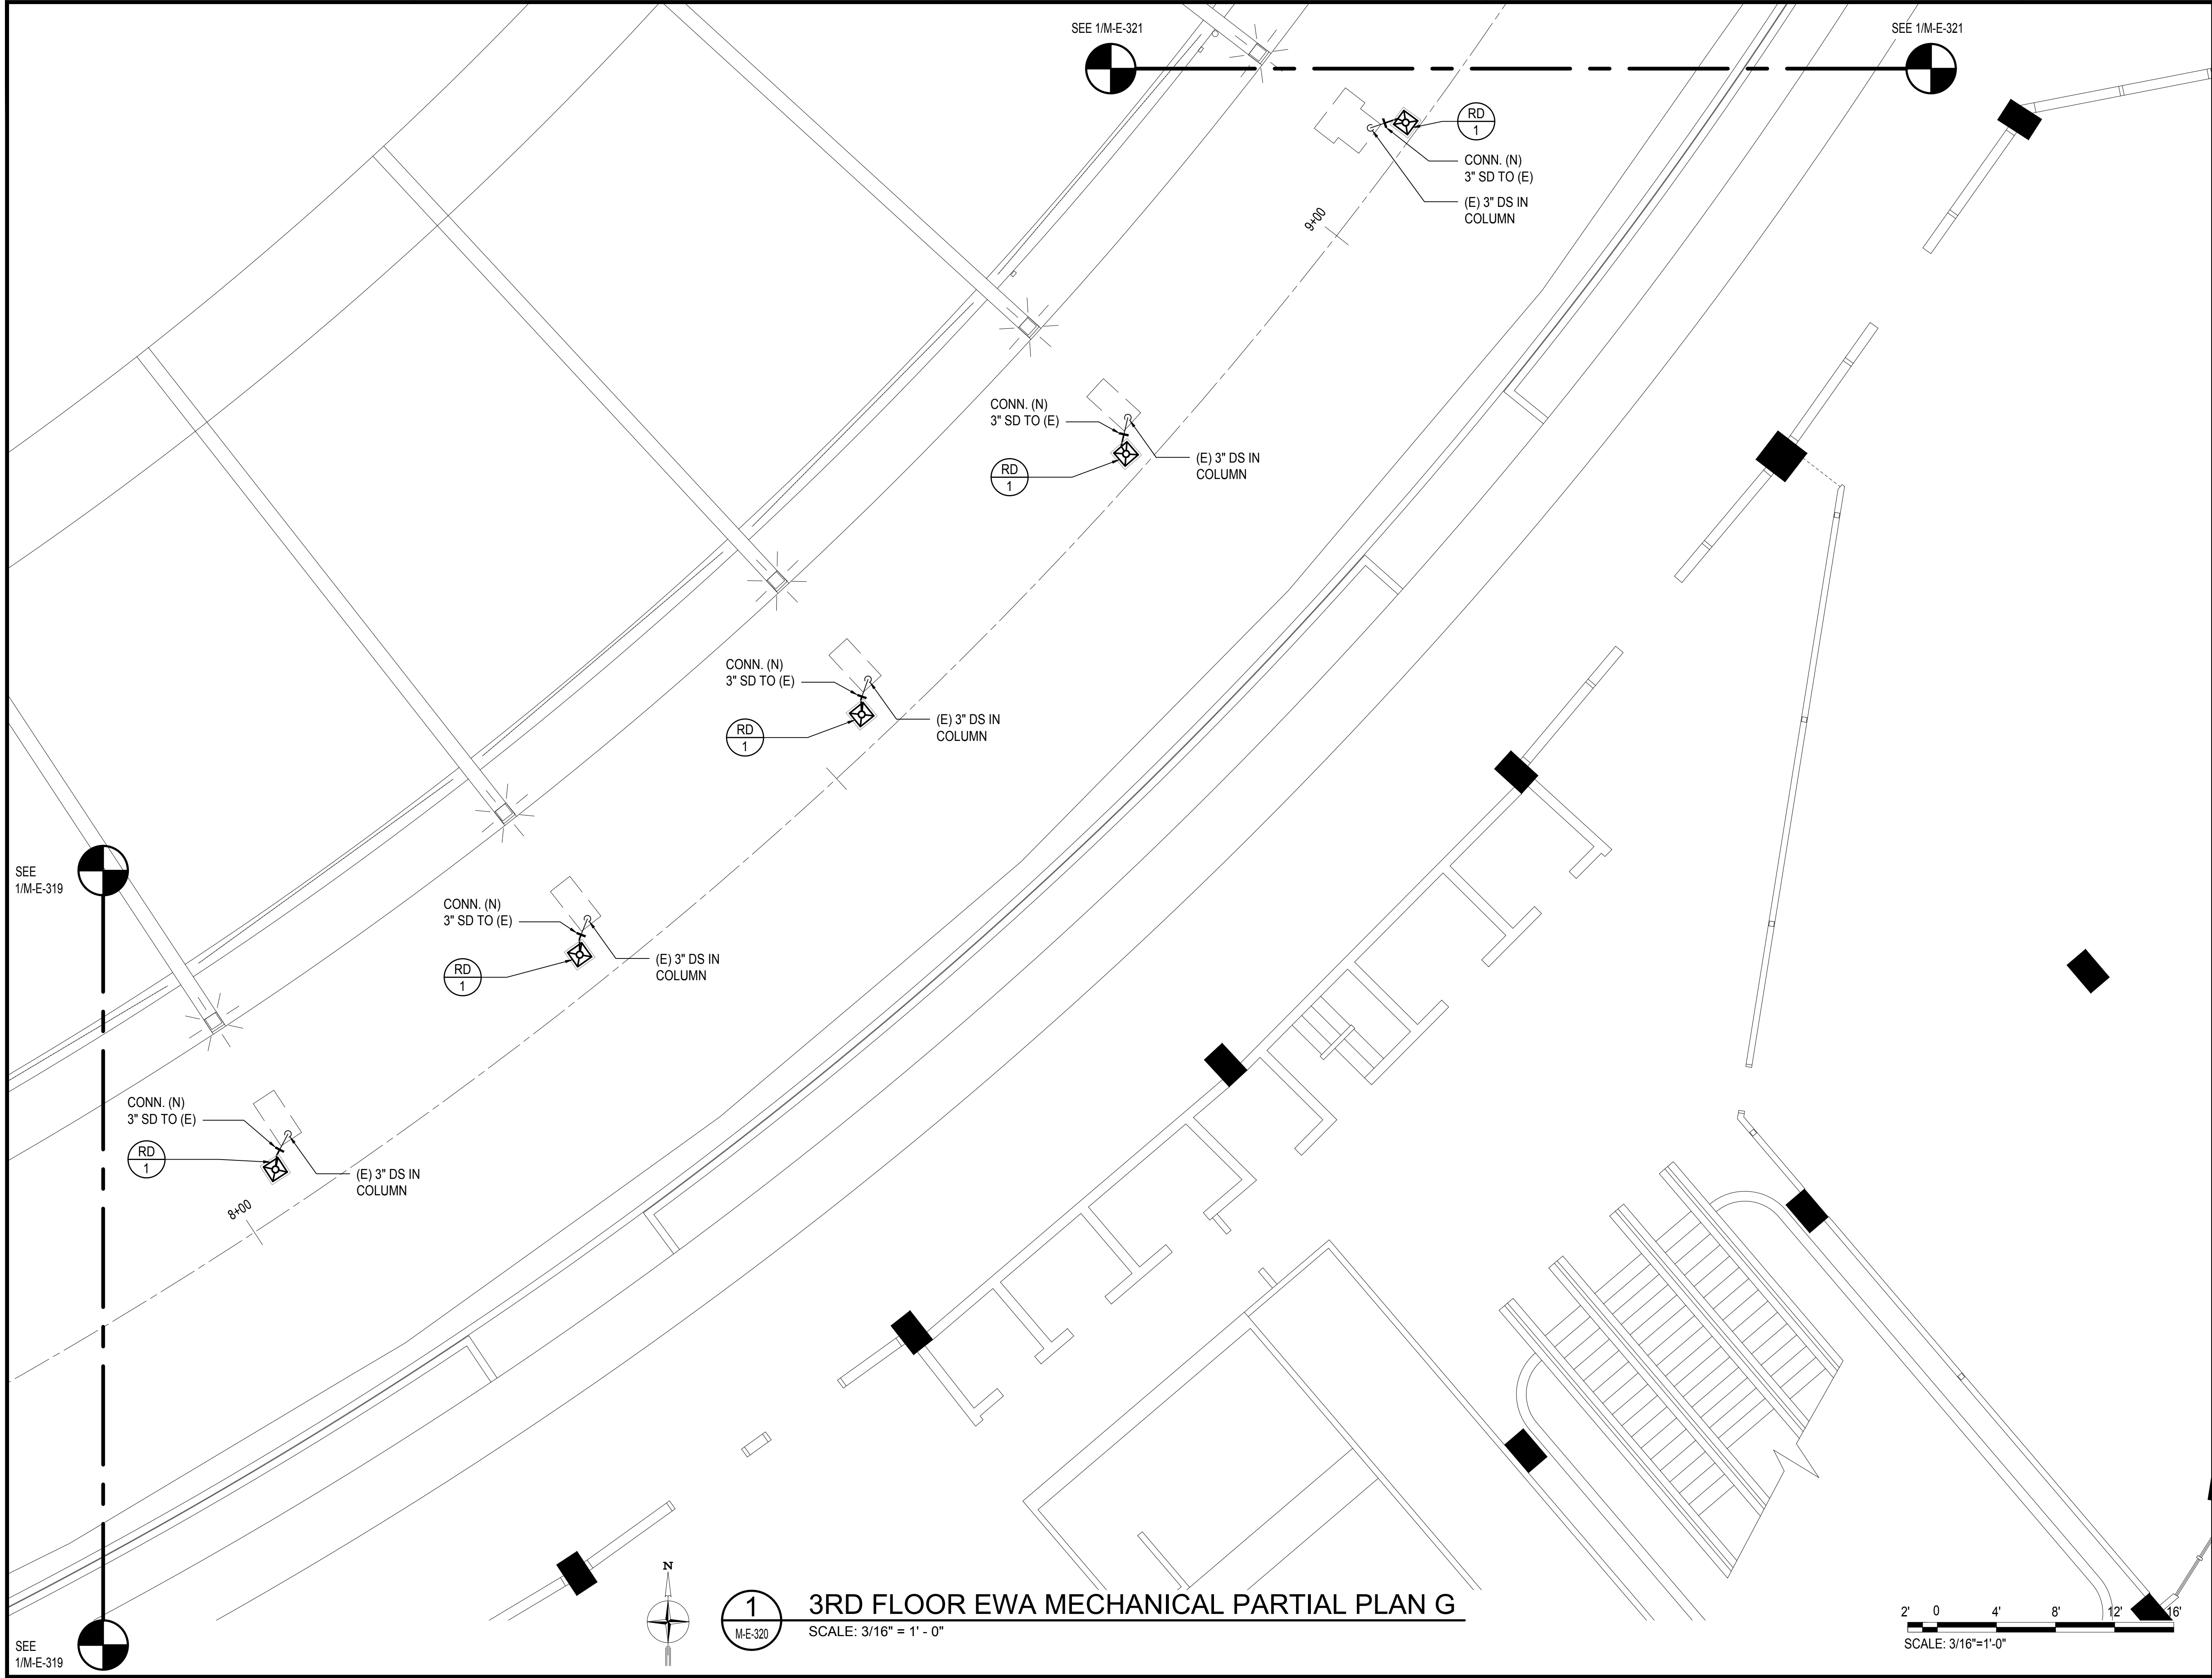 SEE 1/M-E-321
SEE 1/M-E-321
RD
1
CONN. (N)
3" SD TO (E)
(E) 3" DS IN
COLUMN
9+00
CONN. (N)
3" SD TO (E)
RD
1
(E) 3" DS IN
COLUMN
CONN. (N)
3" SD TO (E)
RD
1
(E) 3" DS IN
COLUMN
SEE
1/M-E-319
CONN. (N)
3" SD TO (E)
RD
1
(E) 3" DS IN
COLUMN
CONN. (N)
3" SD TO (E)
RD
1
(E) 3" DS IN
COLUMN
8+00
SEE
1/M-E-319
N
1
M-E-320
3RD FLOOR EWA MECHANICAL PARTIAL PLAN G
SCALE: 3/16" = 1' - 0"
2' 0 4' 8' 12' 16'
SCALE: 3/16"=1'-0"